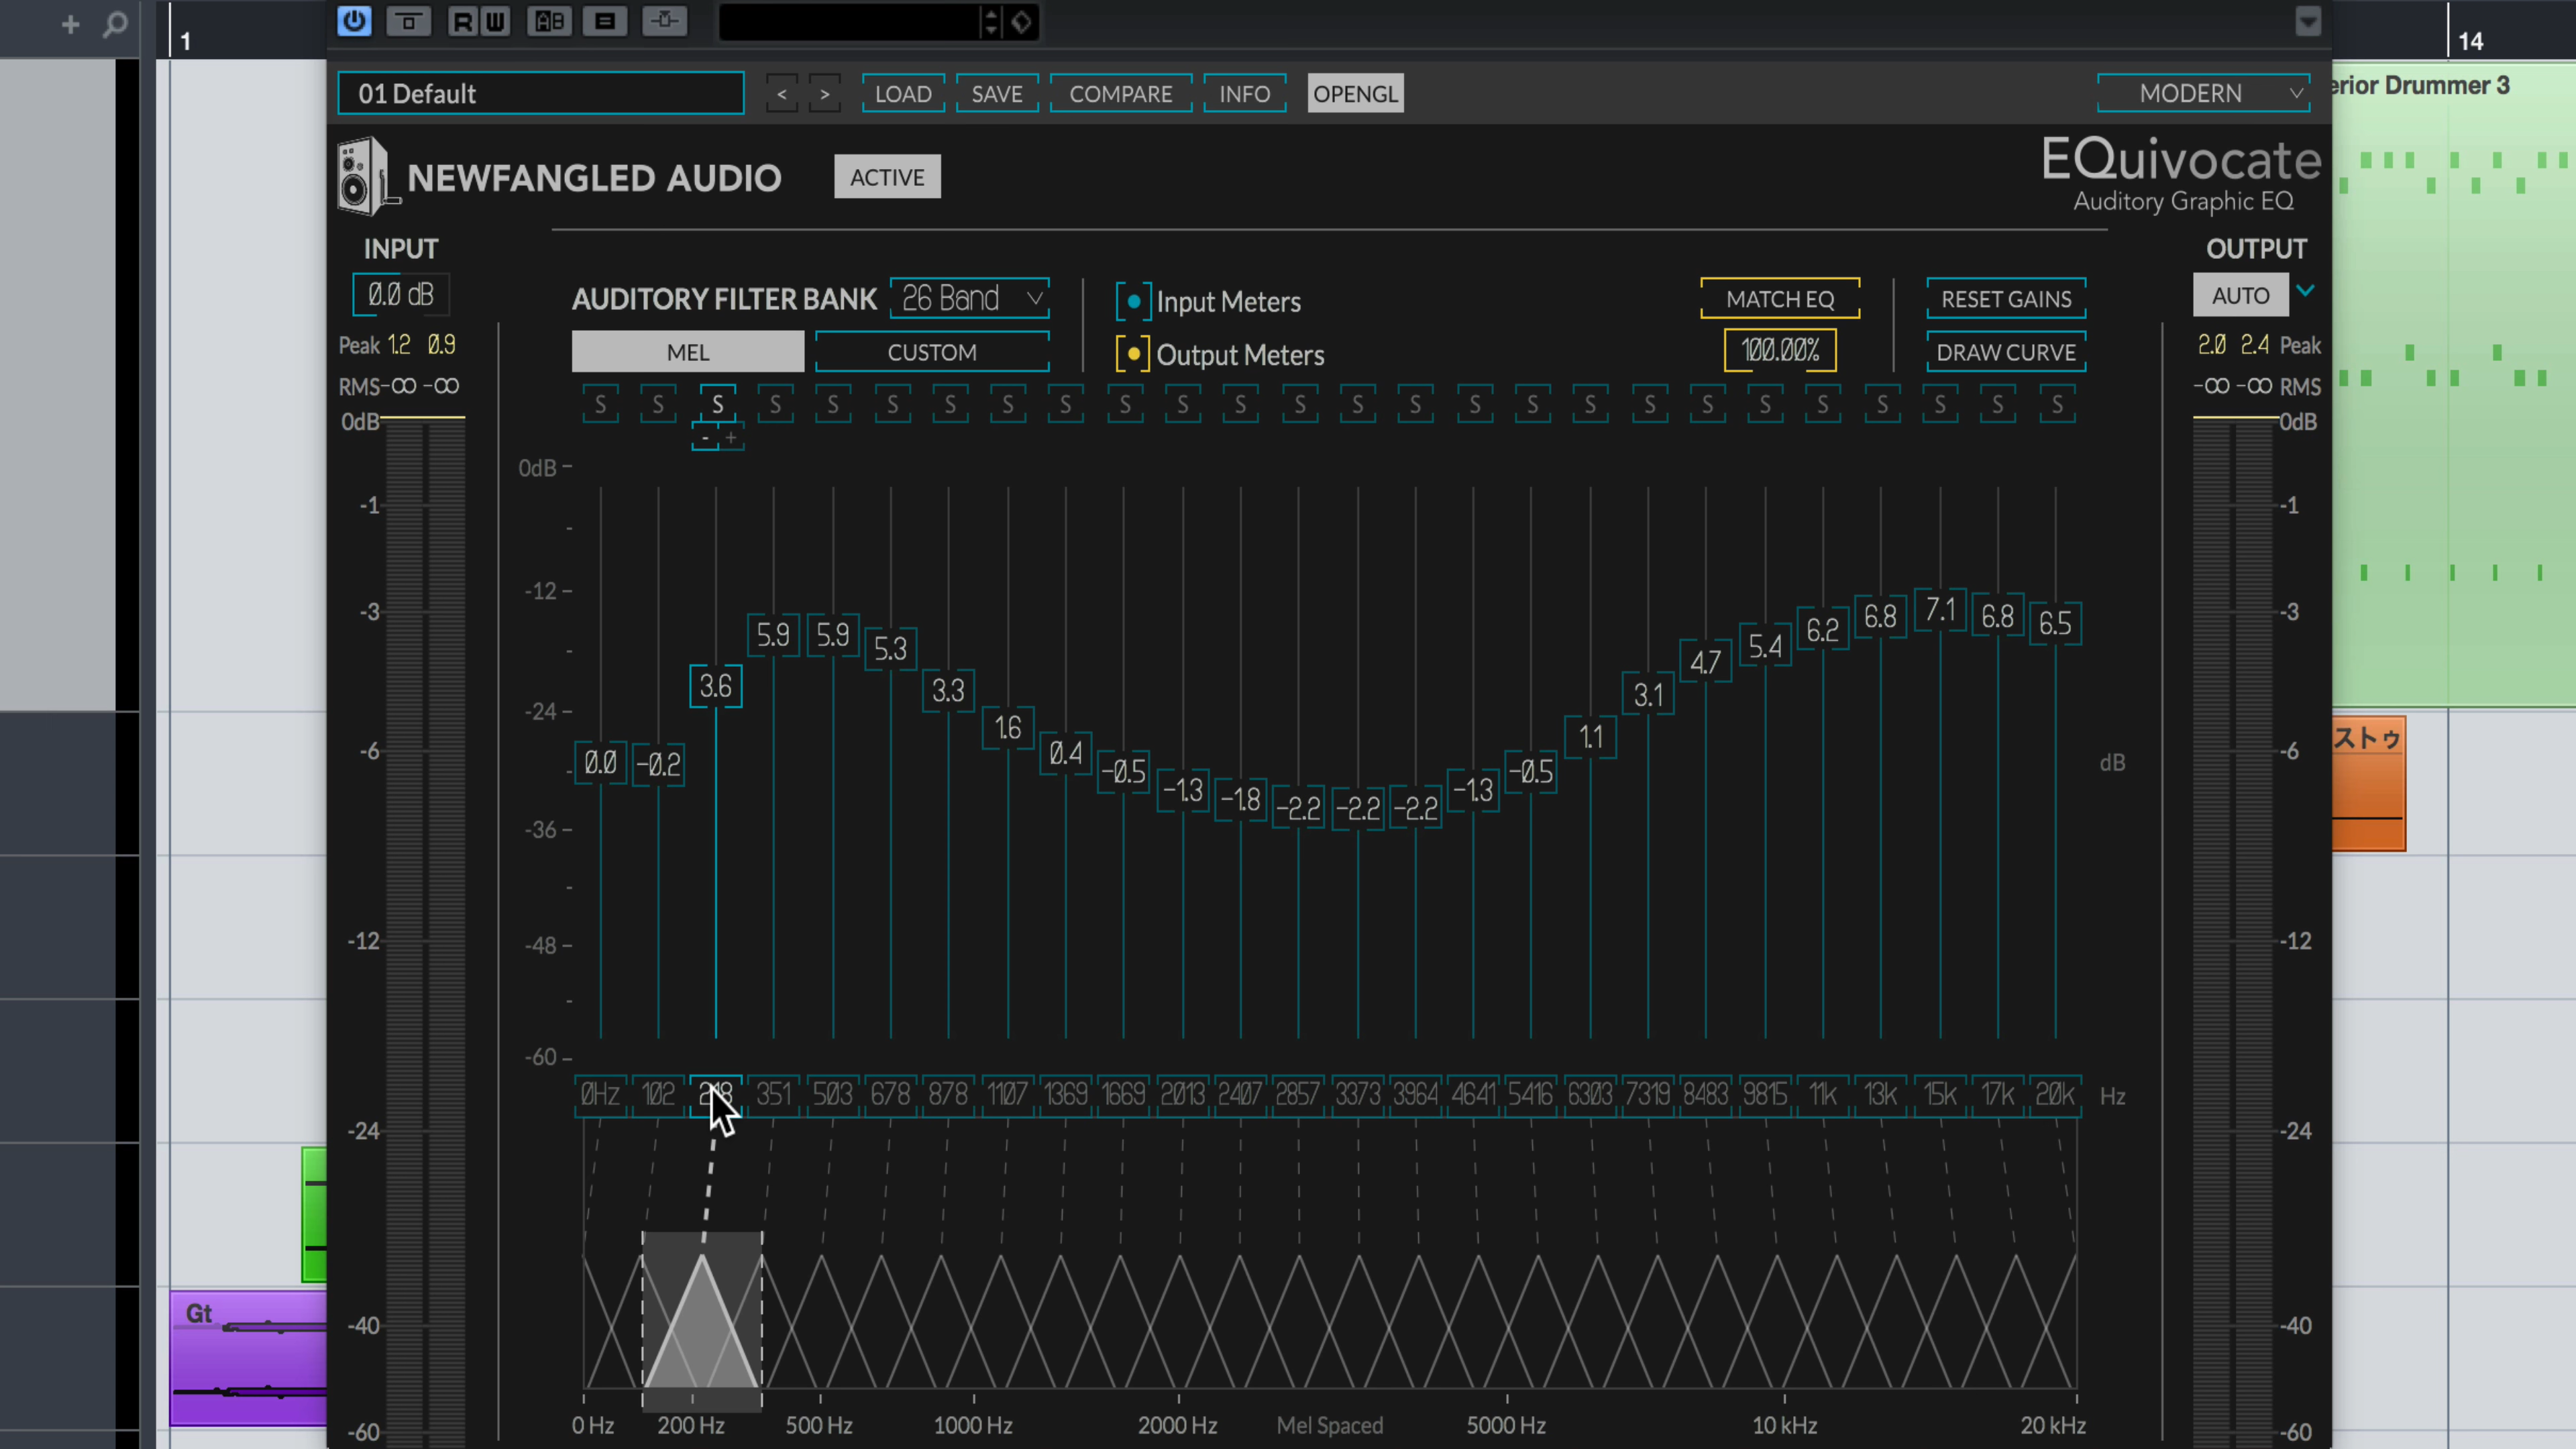 1
14
01 Default
<
>
LOAD
SAVE
COMPARE
INFO
OPENGL
MODERN
erior Drummer 3
NEWFANGLED AUDIO
ACTIVE
EQuivocate
Auditory Graphic EQ
INPUT
0.0 dB
Peak 1.2 0.9
RMS -∞ -∞
AUDITORY FILTER BANK
26 Band
MEL
CUSTOM
Input Meters
Output Meters
MATCH EQ
100.00%
RESET GAINS
DRAW CURVE
OUTPUT
AUTO
2.0 2.4 Peak
-∞ -∞ RMS
S S S S S S S S S S S S S S S S S S S S S S S S S S
- +
0dB
-1
-3
-6
-12
-24
-40
-60
0dB
-12
-24
-36
-48
-60
0.0 -0.2 3.6 5.9 5.9 5.3 3.3 1.6 0.4 -0.5 -1.3 -1.8 -2.2 -2.2 -2.2 -1.3 -0.5 1.1 3.1 4.7 5.4 6.2 6.8 7.1 6.8 6.5
dB
0Hz 102 351 503 678 878 1107 1369 1669 2013 2407 2857 3373 3964 4641 5416 6303 7319 8483 9815 11k 13k 15k 17k 20k
Hz
0 Hz 200 Hz 500 Hz 1000 Hz 2000 Hz Mel Spaced 5000 Hz 10 kHz 20 kHz
0dB
-1
-3
-6
-12
-24
-40
-60
ストゥ
Gt
R W
AB